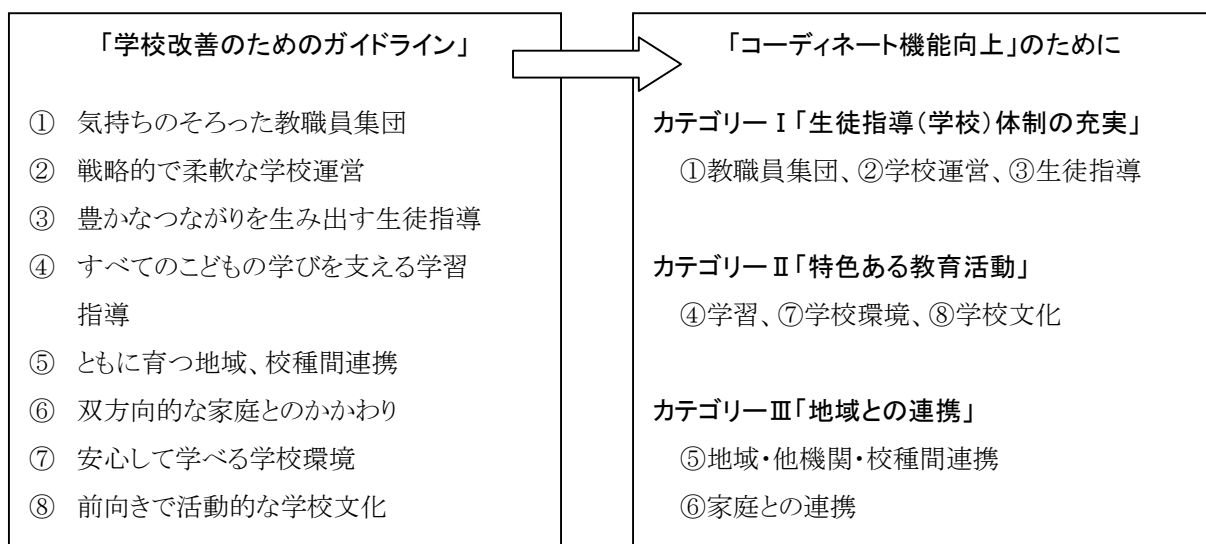 「学校改善のためのガイドライン」
① 気持ちのそろった教職員集団
② 戦略的で柔軟な学校運営
③ 豊かなつながりを生み出す生徒指導
④ すべてのこどもの学びを支える学習
指導
⑤ ともに育つ地域、校種間連携
⑥ 双方向的な家庭とのかかわり
⑦ 安心して学べる学校環境
⑧ 前向きで活動的な学校文化
「コーディネート機能向上」のために
カテゴリーⅠ「生徒指導(学校)体制の充実」
①教職員集団、②学校運営、③生徒指導
カテゴリーⅡ「特色ある教育活動」
④学習、⑦学校環境、⑧学校文化
カテゴリーⅢ「地域との連携」
⑤地域・他機関・校種間連携
⑥家庭との連携